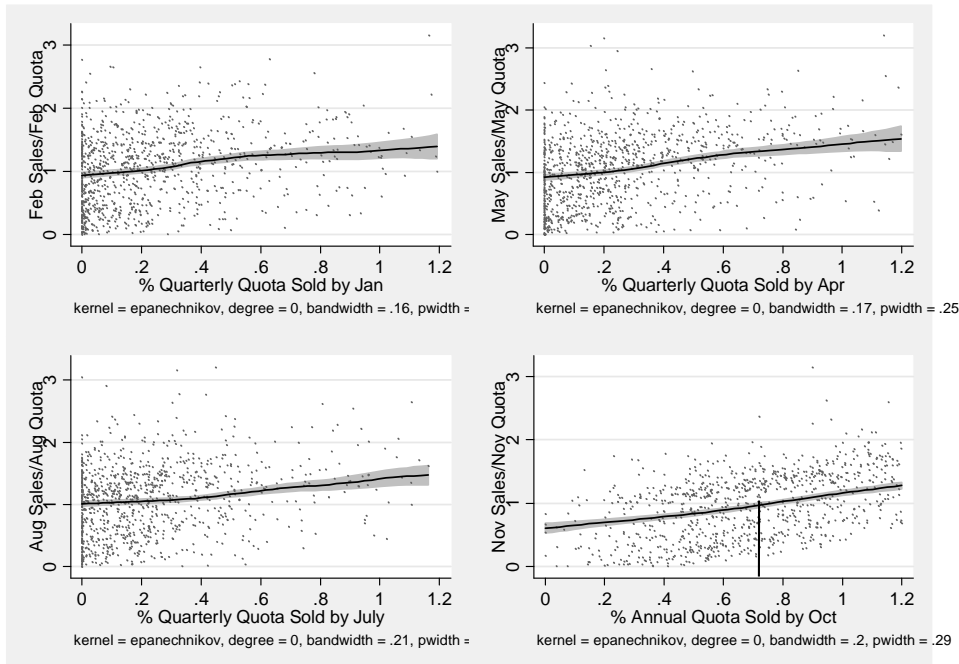 Feb Sales/Feb Quota
0 1 2 3
0 .2 .4 .6 .8 1 1.2
% Quarterly Quota Sold by Jan
kernel = epanechnikov, degree = 0, bandwidth = .16, pwidth =
May Sales/May Quota
0 1 2 3
0 .2 .4 .6 .8 1 1.2
% Quarterly Quota Sold by Apr
kernel = epanechnikov, degree = 0, bandwidth = .17, pwidth = .25
Aug Sales/Aug Quota
0 1 2 3
0 .2 .4 .6 .8 1 1.2
% Quarterly Quota Sold by July
kernel = epanechnikov, degree = 0, bandwidth = .21, pwidth =
Nov Sales/Nov Quota
0 1 2 3
0 .2 .4 .6 .8 1 1.2
% Annual Quota Sold by Oct
kernel = epanechnikov, degree = 0, bandwidth = .2, pwidth = .29